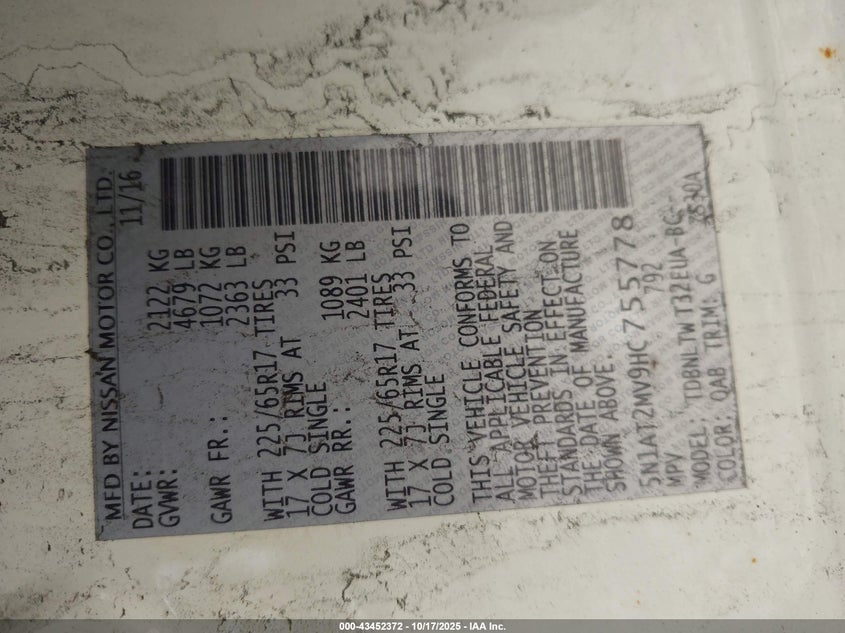 MFD BY NISSAN MOTOR CO., LTD.
DATE: 11/16
GVWR: 2122 KG
4679 LB
GAWR FR.: 1072 KG
2363 LB
WITH 225/65R17 TIRES
17 X 7J RIMS AT 33 PSI
COLD SINGLE
GAWR RR.: 1089 KG
2401 LB
WITH 225/65R17 TIRES
17 X 7J RIMS AT 33 PSI
COLD SINGLE
THIS VEHICLE CONFORMS TO
ALL APPLICABLE FEDERAL
MOTOR VEHICLE SAFETY AND
THEFT PREVENTION
STANDARDS IN EFFECT ON
THE DATE OF MANUFACTURE
SHOWN ABOVE.
5N1AT2MV9HC755778
MPV 792
MODEL: TDBNLTWT32EUA-BC--
COLOR: QAB TRIM: G
000-43452372 - 10/17/2025 - IAA Inc.